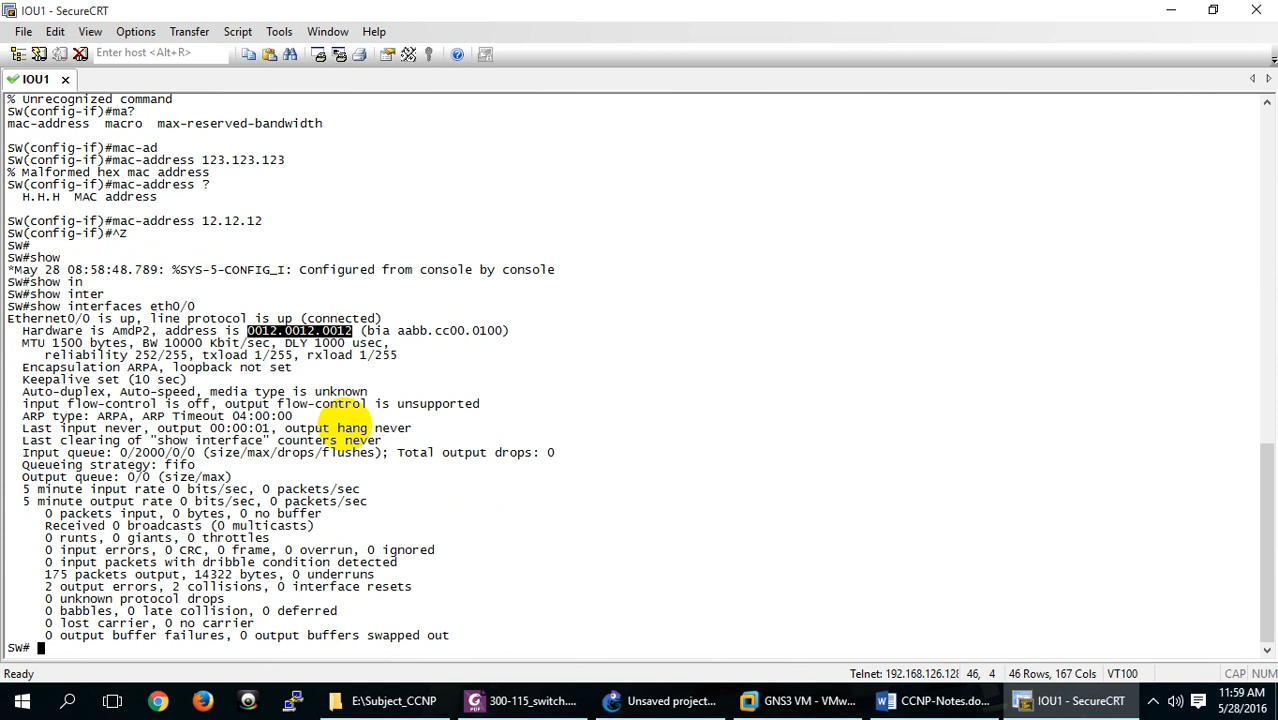 IOU1 - SecureCRT
File Edit View Options Transfer Script Tools Window Help
Enter host <Alt+R>
IOU1
% Unrecognized command
SW(config-if)#ma?
mac-address  macro  max-reserved-bandwidth
SW(config-if)#mac-ad
SW(config-if)#mac-address 123.123.123
% Malformed hex mac address
SW(config-if)#mac-address ?
  H.H.H  MAC address
SW(config-if)#mac-address 12.12.12
SW(config-if)#^Z
SW#
SW#show
*May 28 08:58:48.789: %SYS-5-CONFIG_I: Configured from console by console
SW#show in
SW#show inter
SW#show interfaces eth0/0
Ethernet0/0 is up, line protocol is up (connected)
  Hardware is AmdP2, address is 0012.0012.0012 (bia aabb.cc00.0100)
  MTU 1500 bytes, BW 10000 Kbit/sec, DLY 1000 usec,
     reliability 252/255, txload 1/255, rxload 1/255
  Encapsulation ARPA, loopback not set
  Keepalive set (10 sec)
  Auto-duplex, Auto-speed, media type is unknown
  input flow-control is off, output flow-control is unsupported
  ARP type: ARPA, ARP Timeout 04:00:00
  Last input never, output 00:00:01, output hang never
  Last clearing of "show interface" counters never
  Input queue: 0/2000/0/0 (size/max/drops/flushes); Total output drops: 0
  Queueing strategy: fifo
  Output queue: 0/0 (size/max)
  5 minute input rate 0 bits/sec, 0 packets/sec
  5 minute output rate 0 bits/sec, 0 packets/sec
     0 packets input, 0 bytes, 0 no buffer
     Received 0 broadcasts (0 multicasts)
     0 runts, 0 giants, 0 throttles
     0 input errors, 0 CRC, 0 frame, 0 overrun, 0 ignored
     0 input packets with dribble condition detected
     175 packets output, 14322 bytes, 0 underruns
     2 output errors, 2 collisions, 0 interface resets
     0 unknown protocol drops
     0 babbles, 0 late collision, 0 deferred
     0 lost carrier, 0 no carrier
     0 output buffer failures, 0 output buffers swapped out
SW#
Ready Telnet: 192.168.126.128 46, 4 46 Rows, 167 Cols VT100 CAP NUM
E:\Subject_CCNP 300-115_switch.... Unsaved project... GNS3 VM - VMw... CCNP-Notes.do... IOU1 - SecureCRT 11:59 AM
5/28/2016